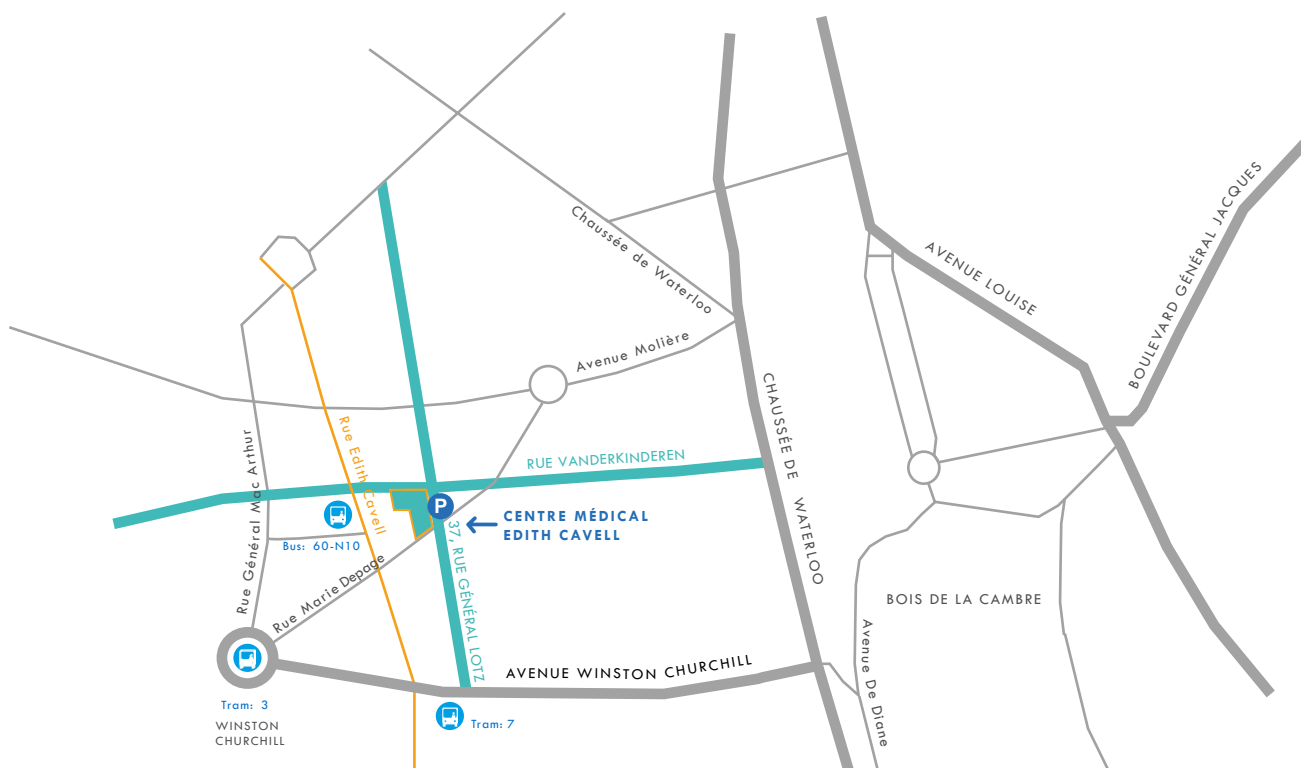 Chaussée de Waterloo
AVENUE LOUISE
BOULEVARD GÉNÉRAL JACQUES
Avenue Molière
CHAUSSÉE DE WATERLOO
Rue Edith Cavell
Rue Général Mac Arthur
RUE VANDERKINDEREN
P
CENTRE MÉDICAL
EDITH CAVELL
Bus: 60-N10
37, RUE GÉNÉRAL LOTZ
Rue Marie Depage
BOIS DE LA CAMBRE
Avenue De Diane
AVENUE WINSTON CHURCHILL
Tram: 3
WINSTON
CHURCHILL
Tram: 7